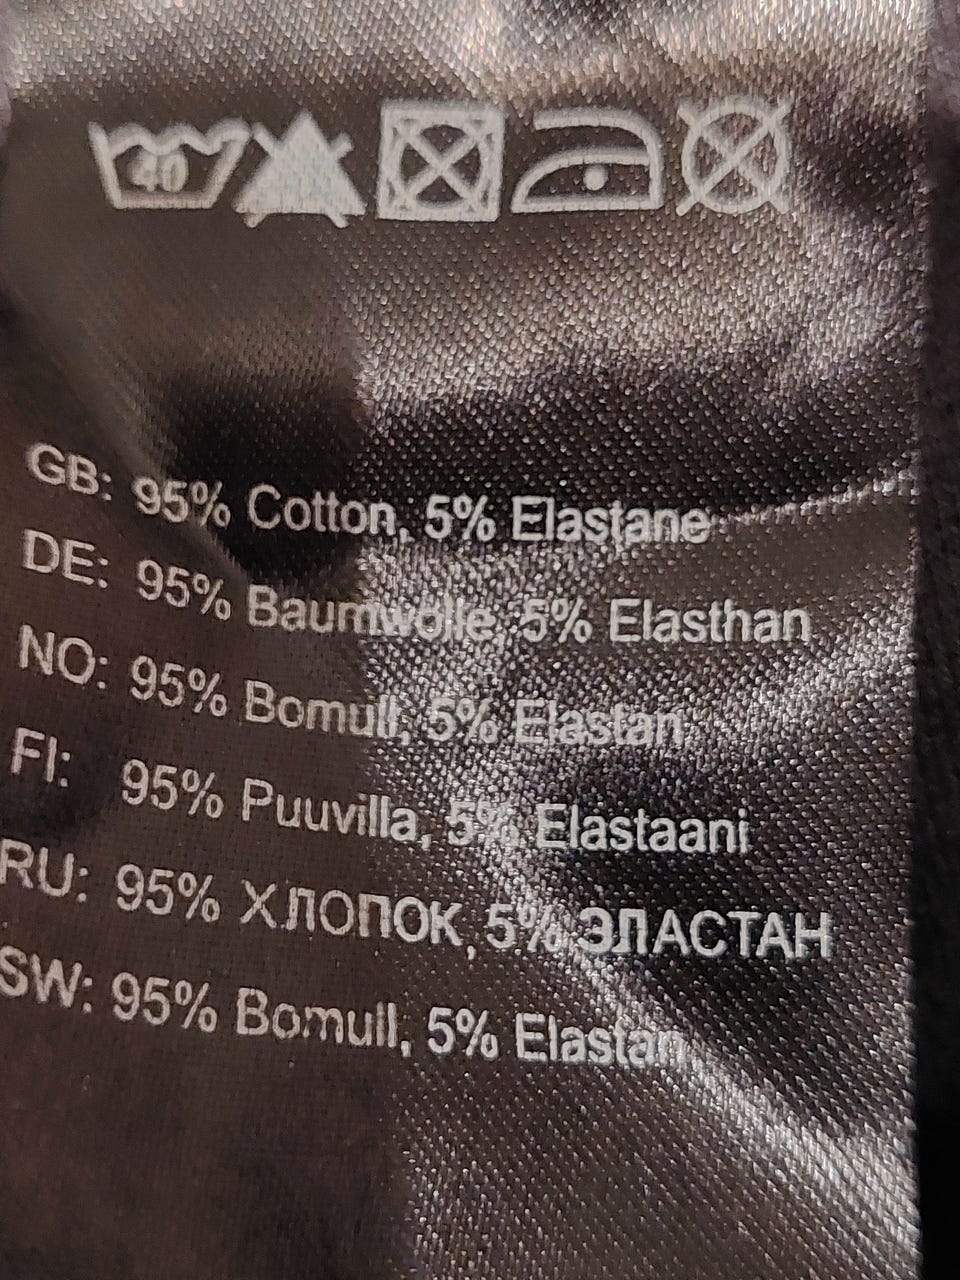 40
GB: 95% Cotton, 5% Elastane
DE: 95% Baumwolle, 5% Elasthan
NO: 95% Bomull, 5% Elastan
FI: 95% Puuvilla, 5% Elastaani
RU: 95% ХЛОПОК, 5% ЭЛАСТАН
SW: 95% Bomull, 5% Elastan